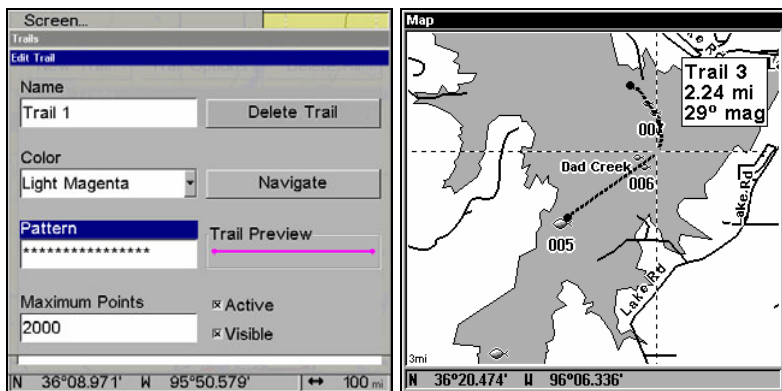 Screen...
Trails
Edit Trail
Name
Trail 1
Delete Trail
Color
Light Magenta
Navigate
Pattern
****************
Trail Preview
Maximum Points
2000
Active
Visible
N 36°08.971' W 95°50.579' ↔ 100 mi
Map
Trail 3
2.24 mi
29º mag
00
Dad Creek
006
005
Lake Rd
Lake Rd
3mi
N 36°20.474' W 96°06.336'